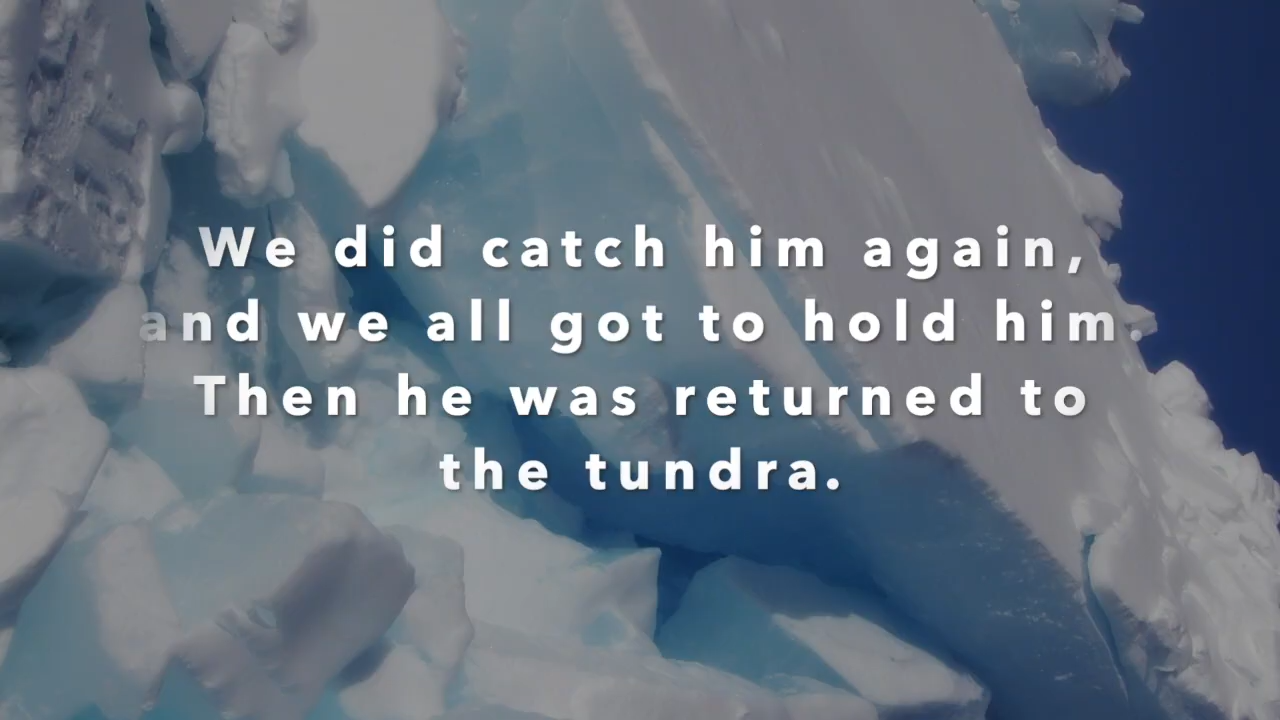 We did catch him again,
and we all got to hold him.
Then he was returned to
the tundra.